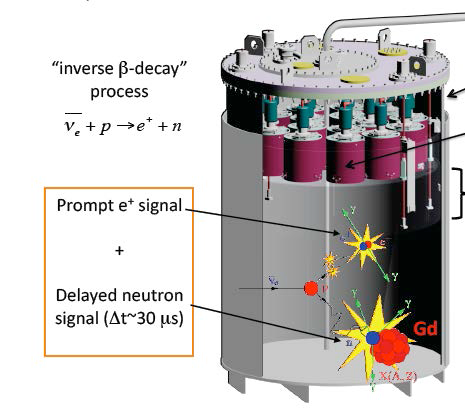 “inverse β-decay”
process
ν̅ₑ + p → e⁺ + n
Prompt e⁺ signal
+
Delayed neutron
signal (Δt~30 μs)
γ
γ
ν̅ₑ
p
γ
γ
n
Gd
γ
X(A, Z)